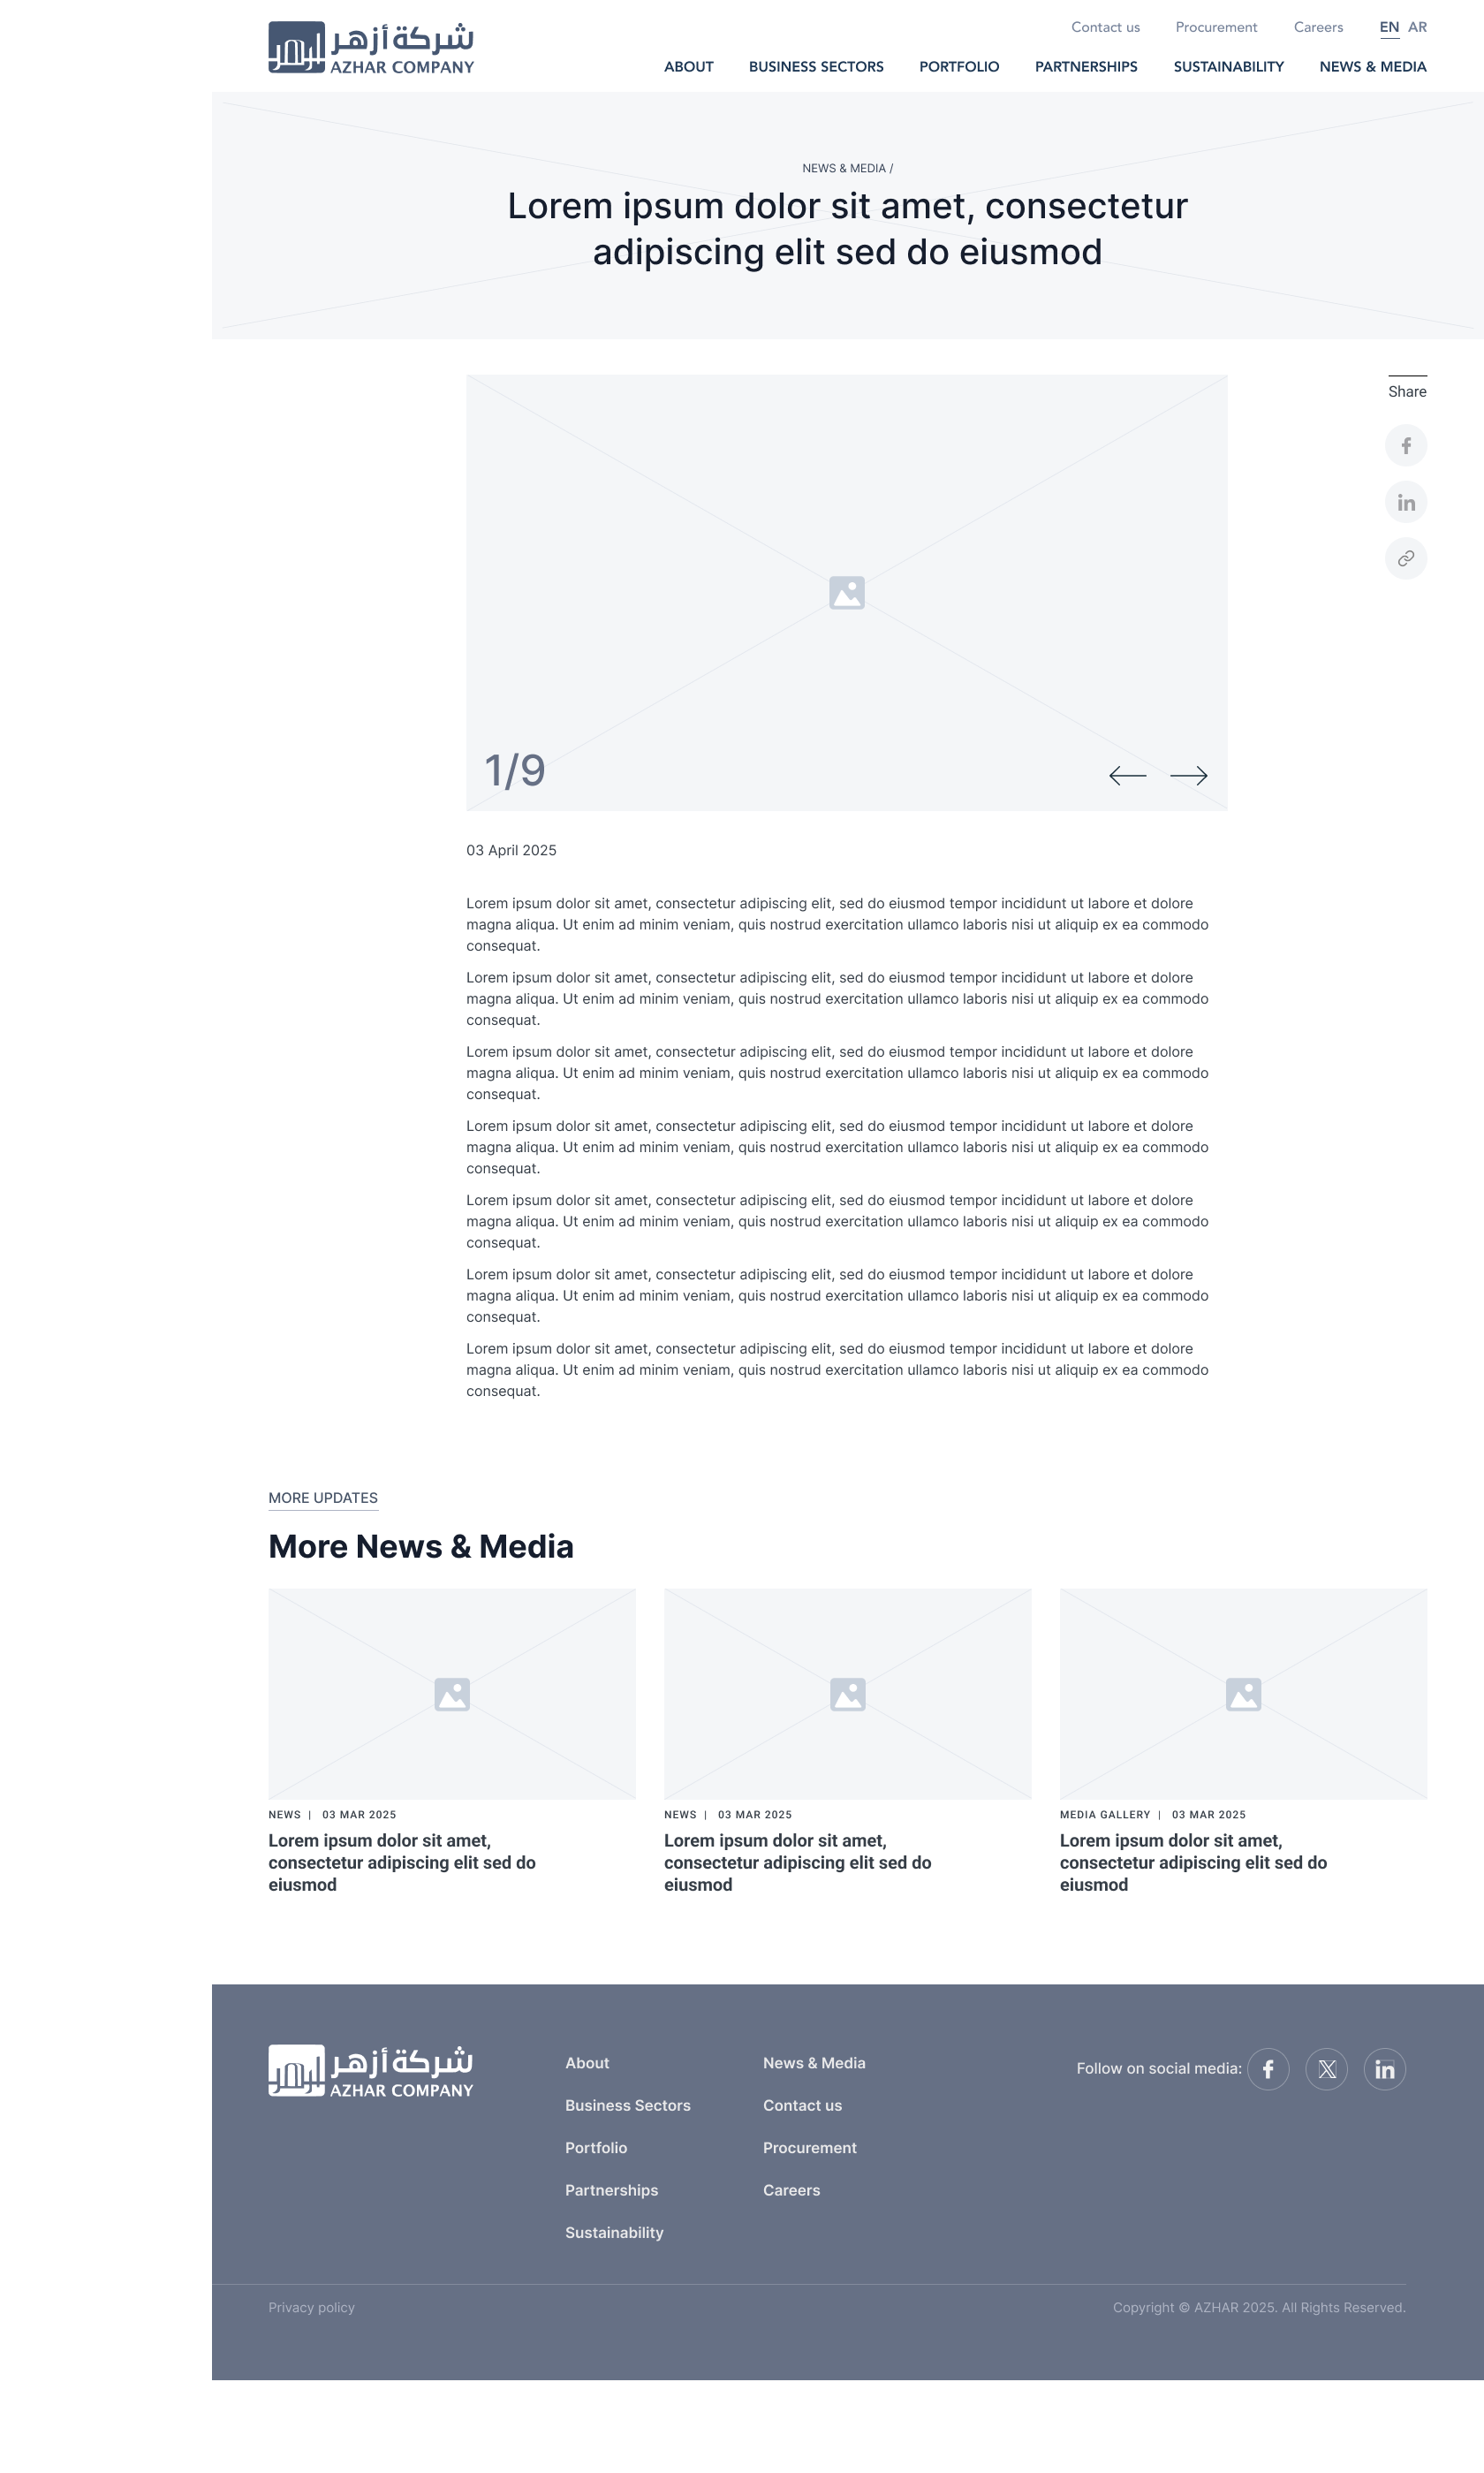 شركة أزهر
AZHAR COMPANY
Contact us Procurement Careers EN AR
ABOUT BUSINESS SECTORS PORTFOLIO PARTNERSHIPS SUSTAINABILITY NEWS & MEDIA
NEWS & MEDIA /
Lorem ipsum dolor sit amet, consectetur
adipiscing elit sed do eiusmod
Share
1/9
03 April 2025
Lorem ipsum dolor sit amet, consectetur adipiscing elit, sed do eiusmod tempor incididunt ut labore et dolore
magna aliqua. Ut enim ad minim veniam, quis nostrud exercitation ullamco laboris nisi ut aliquip ex ea commodo
consequat.
Lorem ipsum dolor sit amet, consectetur adipiscing elit, sed do eiusmod tempor incididunt ut labore et dolore
magna aliqua. Ut enim ad minim veniam, quis nostrud exercitation ullamco laboris nisi ut aliquip ex ea commodo
consequat.
Lorem ipsum dolor sit amet, consectetur adipiscing elit, sed do eiusmod tempor incididunt ut labore et dolore
magna aliqua. Ut enim ad minim veniam, quis nostrud exercitation ullamco laboris nisi ut aliquip ex ea commodo
consequat.
Lorem ipsum dolor sit amet, consectetur adipiscing elit, sed do eiusmod tempor incididunt ut labore et dolore
magna aliqua. Ut enim ad minim veniam, quis nostrud exercitation ullamco laboris nisi ut aliquip ex ea commodo
consequat.
Lorem ipsum dolor sit amet, consectetur adipiscing elit, sed do eiusmod tempor incididunt ut labore et dolore
magna aliqua. Ut enim ad minim veniam, quis nostrud exercitation ullamco laboris nisi ut aliquip ex ea commodo
consequat.
Lorem ipsum dolor sit amet, consectetur adipiscing elit, sed do eiusmod tempor incididunt ut labore et dolore
magna aliqua. Ut enim ad minim veniam, quis nostrud exercitation ullamco laboris nisi ut aliquip ex ea commodo
consequat.
Lorem ipsum dolor sit amet, consectetur adipiscing elit, sed do eiusmod tempor incididunt ut labore et dolore
magna aliqua. Ut enim ad minim veniam, quis nostrud exercitation ullamco laboris nisi ut aliquip ex ea commodo
consequat.
MORE UPDATES
More News & Media
NEWS | 03 MAR 2025
Lorem ipsum dolor sit amet,
consectetur adipiscing elit sed do
eiusmod
NEWS | 03 MAR 2025
Lorem ipsum dolor sit amet,
consectetur adipiscing elit sed do
eiusmod
MEDIA GALLERY | 03 MAR 2025
Lorem ipsum dolor sit amet,
consectetur adipiscing elit sed do
eiusmod
شركة أزهر
AZHAR COMPANY
About
Business Sectors
Portfolio
Partnerships
Sustainability
News & Media
Contact us
Procurement
Careers
Follow on social media:
Privacy policy
Copyright © AZHAR 2025. All Rights Reserved.